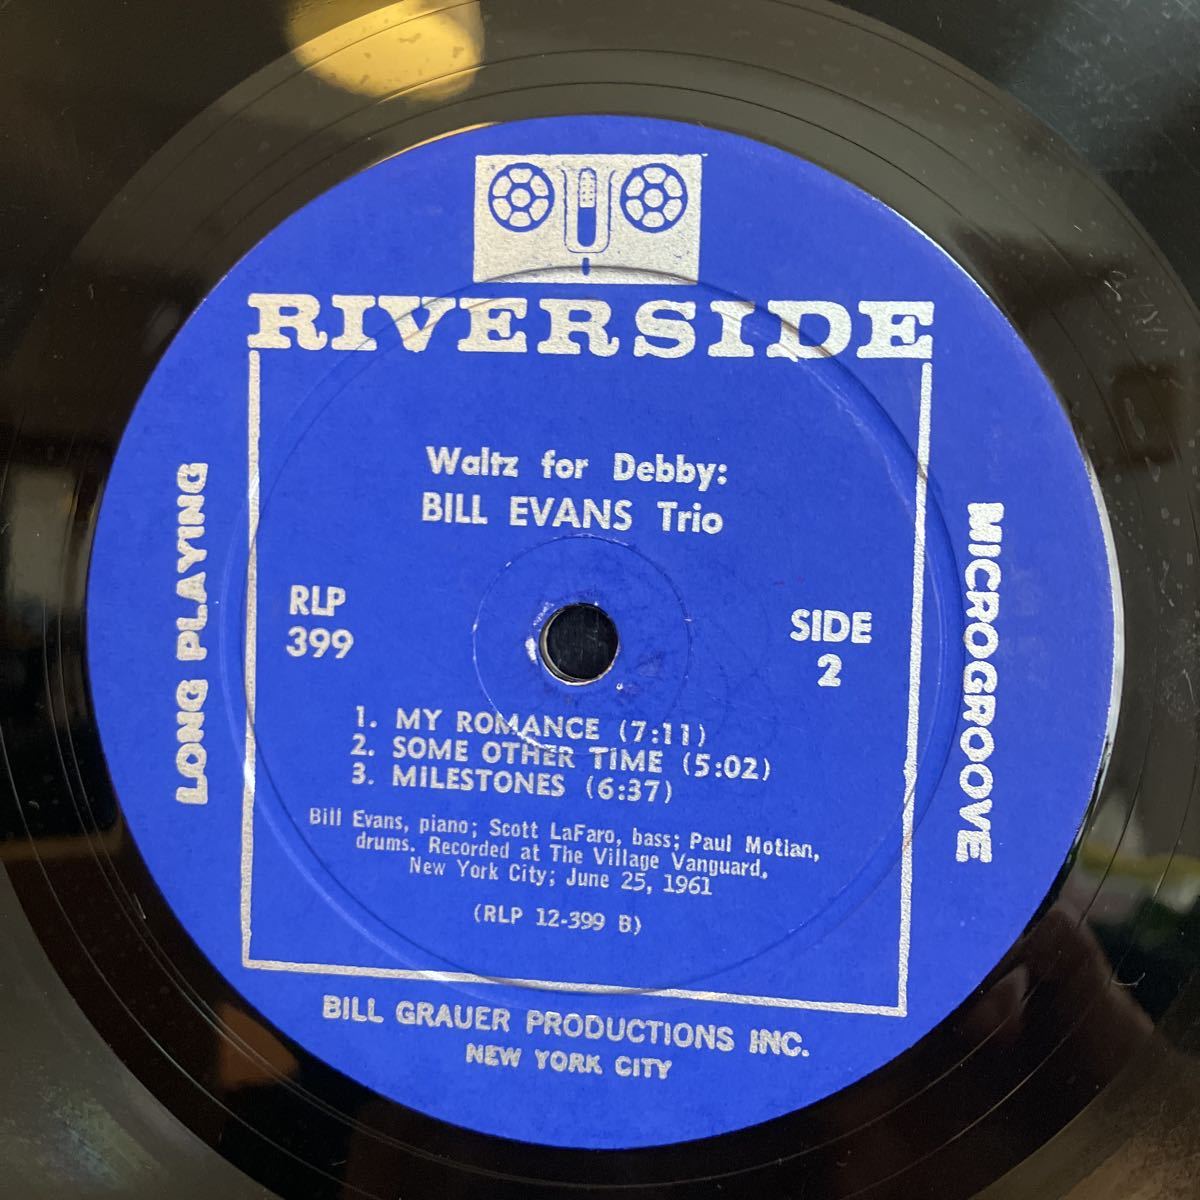 RIVERSIDE
Waltz for Debby:
BILL EVANS Trio
LONG PLAYING
MICROGROOVE
RLP
399
SIDE
2
1. MY ROMANCE (7:11)
2. SOME OTHER TIME (5:02)
3. MILESTONES (6:37)
Bill Evans, piano; Scott LaFaro, bass; Paul Motian,
drums. Recorded at The Village Vanguard,
New York City; June 25, 1961
(RLP 12-399 B)
BILL GRAUER PRODUCTIONS INC.
NEW YORK CITY